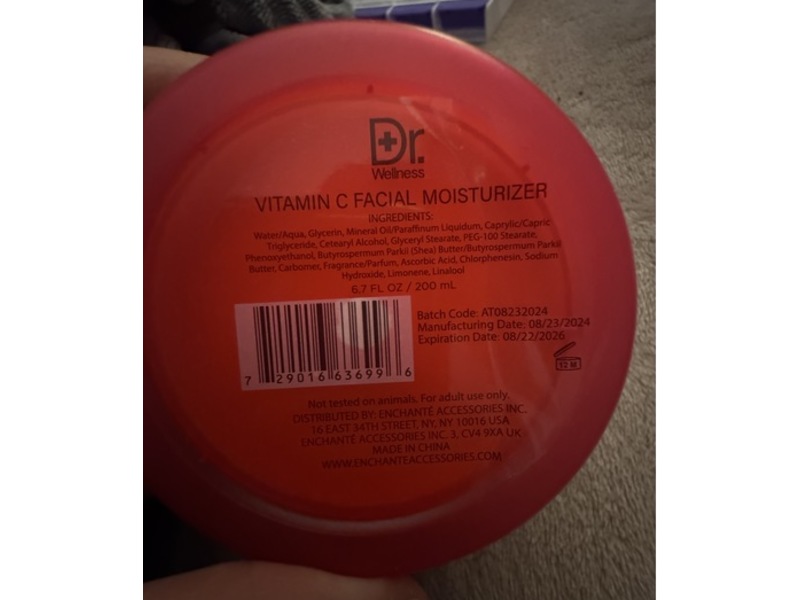 Dr.
Wellness
VITAMIN C FACIAL MOISTURIZER
INGREDIENTS:
Water/Aqua, Glycerin, Mineral Oil/Paraffinum Liquidum, Caprylic/Capric
Triglyceride, Cetearyl Alcohol, Glyceryl Stearate, PEG-100 Stearate,
Phenoxyethanol, Butyrospermum Parkii (Shea) Butter/Butyrospermum Parkii
Butter, Carbomer, Fragrance/Parfum, Ascorbic Acid, Chlorphenesin, Sodium
Hydroxide, Limonene, Linalool
6.7 FL OZ / 200 mL
Batch Code: AT08232024
Manufacturing Date: 08/23/2024
Expiration Date: 08/22/2026
12 M
7 29016 63699 6
Not tested on animals. For adult use only.
DISTRIBUTED BY: ENCHANTÉ ACCESSORIES INC.
16 EAST 34TH STREET, NY, NY 10016 USA
ENCHANTÉ ACCESSORIES INC. 3, CV4 9XA UK
MADE IN CHINA
WWW.ENCHANTEACCESSORIES.COM